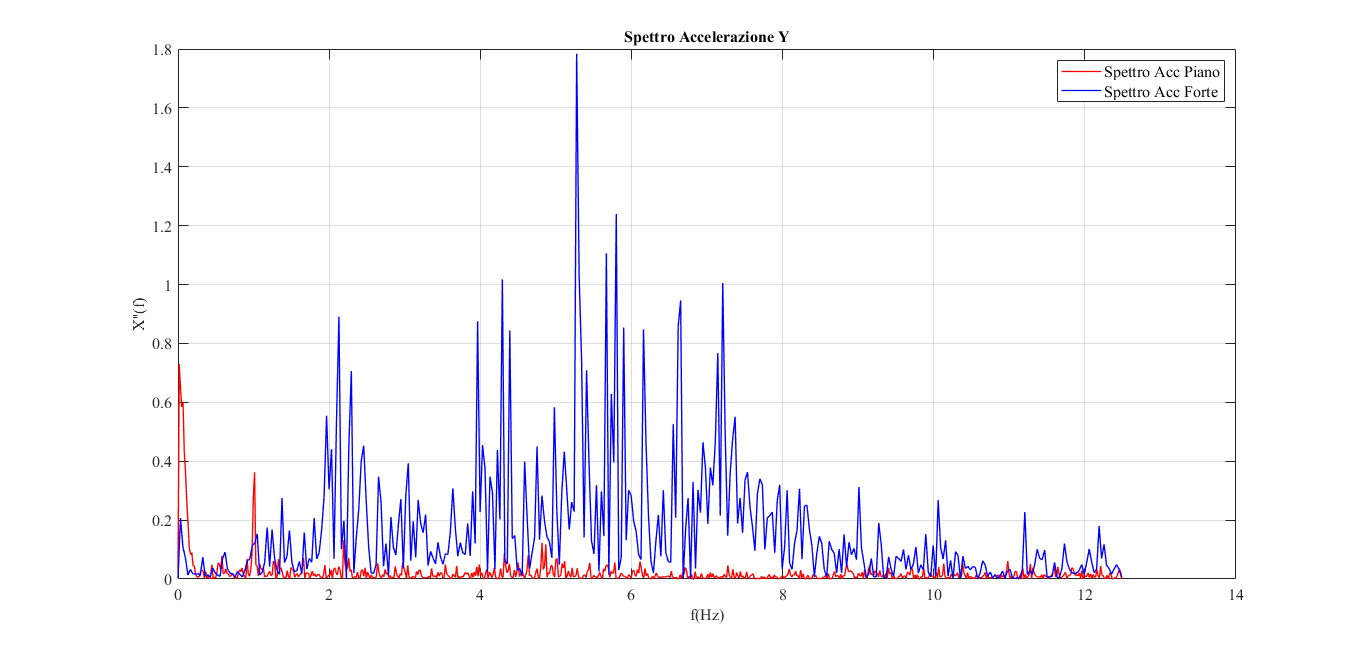 Spettro Accelerazione Y
Spettro Acc Piano
Spettro Acc Forte
X"(f)
1.8
1.6
1.4
1.2
1
0.8
0.6
0.4
0.2
0
0 2 4 6 8 10 12 14
f(Hz)